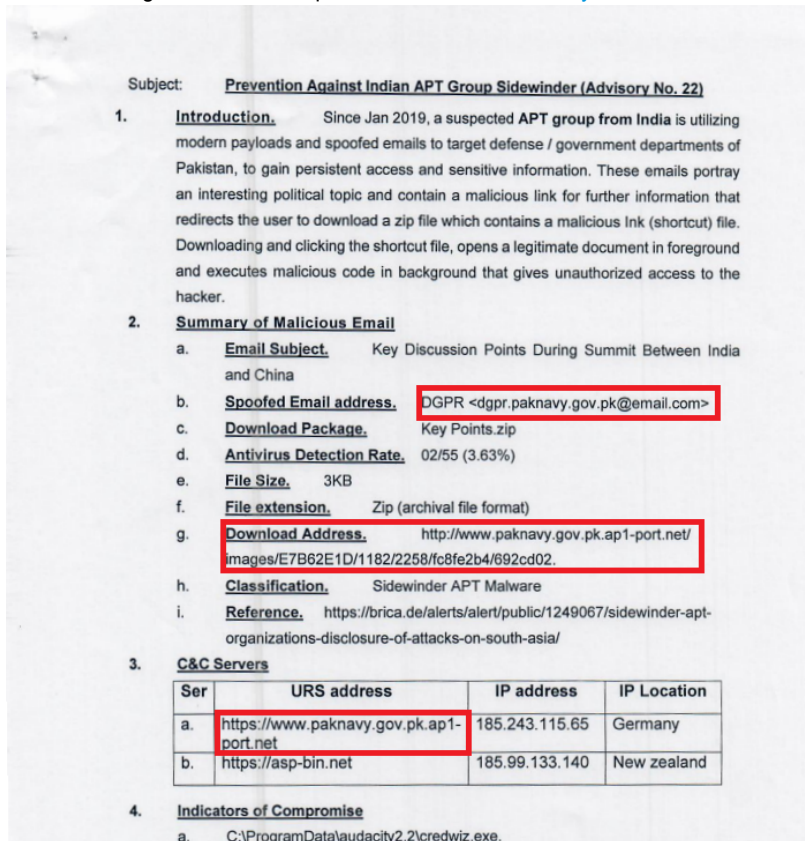 Subject: Prevention Against Indian APT Group Sidewinder (Advisory No. 22)
1. Introduction. Since Jan 2019, a suspected APT group from India is utilizing
modern payloads and spoofed emails to target defense / government departments of
Pakistan, to gain persistent access and sensitive information. These emails portray
an interesting political topic and contain a malicious link for further information that
redirects the user to download a zip file which contains a malicious lnk (shortcut) file.
Downloading and clicking the shortcut file, opens a legitimate document in foreground
and executes malicious code in background that gives unauthorized access to the
hacker.
2. Summary of Malicious Email
a. Email Subject. Key Discussion Points During Summit Between India
and China
b. Spoofed Email address. DGPR <dgpr.paknavy.gov.pk@email.com>
c. Download Package. Key Points.zip
d. Antivirus Detection Rate. 02/55 (3.63%)
e. File Size. 3KB
f. File extension. Zip (archival file format)
g. Download Address. http://www.paknavy.gov.pk.ap1-port.net/
images/E7B62E1D/1182/2258/fc8fe2b4/692cd02.
h. Classification. Sidewinder APT Malware
i. Reference. https://brica.de/alerts/alert/public/1249067/sidewinder-apt-
organizations-disclosure-of-attacks-on-south-asia/
3. C&C Servers
Ser URS address IP address IP Location
a. https://www.paknavy.gov.pk.ap1- 185.243.115.65 Germany
port.net
b. https://asp-bin.net 185.99.133.140 New zealand
4. Indicators of Compromise
a. C:\ProgramData\audacity2.2\credwiz.exe.